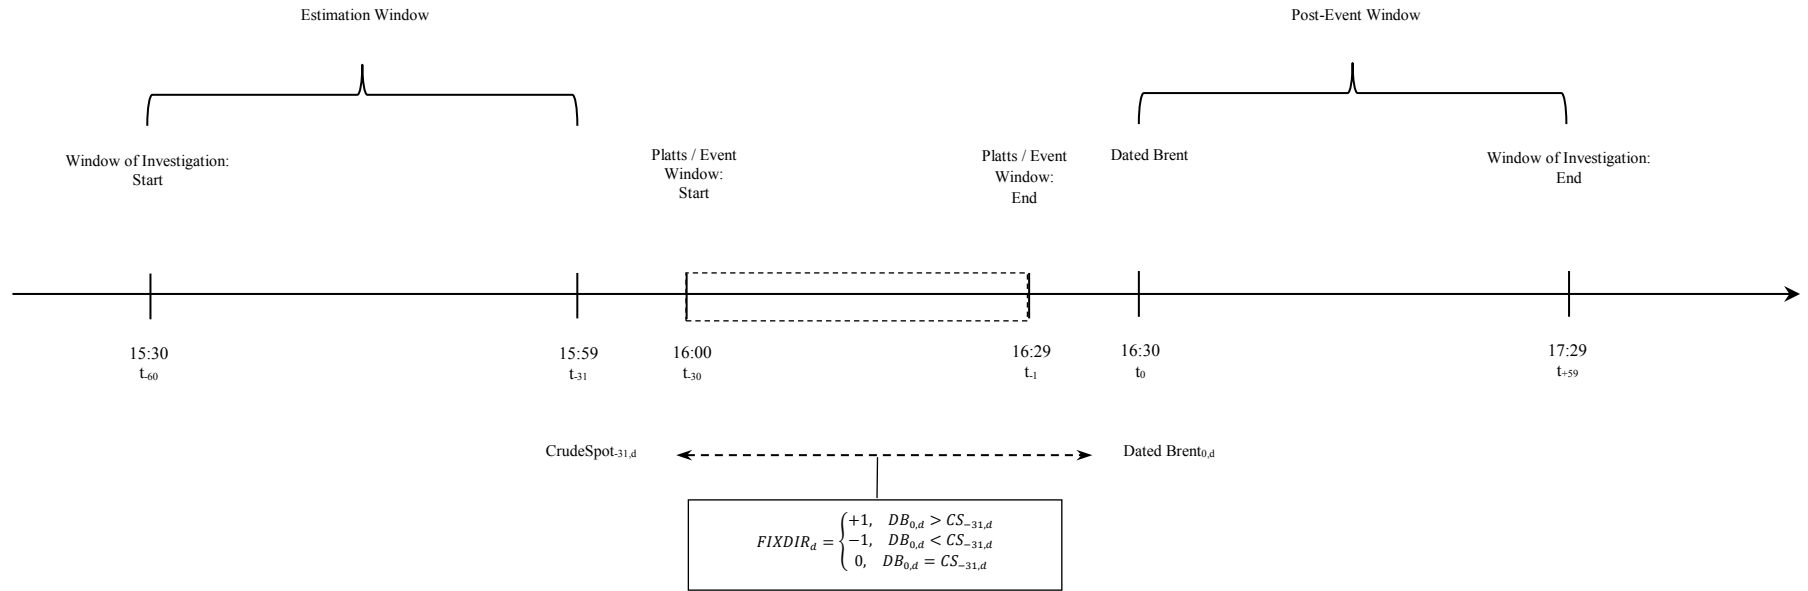 Estimation Window
Post-Event Window
Window of Investigation:
Start
Platts / Event
Window:
Start
Platts / Event
Window:
End
Dated Brent
Window of Investigation:
End
15:30
t-60
15:59
t-31
16:00
t-30
16:29
t-1
16:30
t0
17:29
t+59
CrudeSpot-31,d
Dated Brent0,d
FIXDIRd = { +1, DB0,d > CS−31,d
−1, DB0,d < CS−31,d
0, DB0,d = CS−31,d